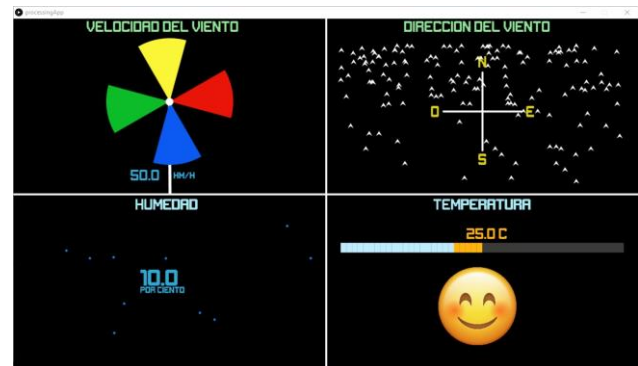 processingApp
VELOCIDAD DEL VIENTO
50.0 KM/H
DIRECCION DEL VIENTO
N
O E
S
HUMEDAD
10.0
POR CIENTO
TEMPERATURA
25.0 C